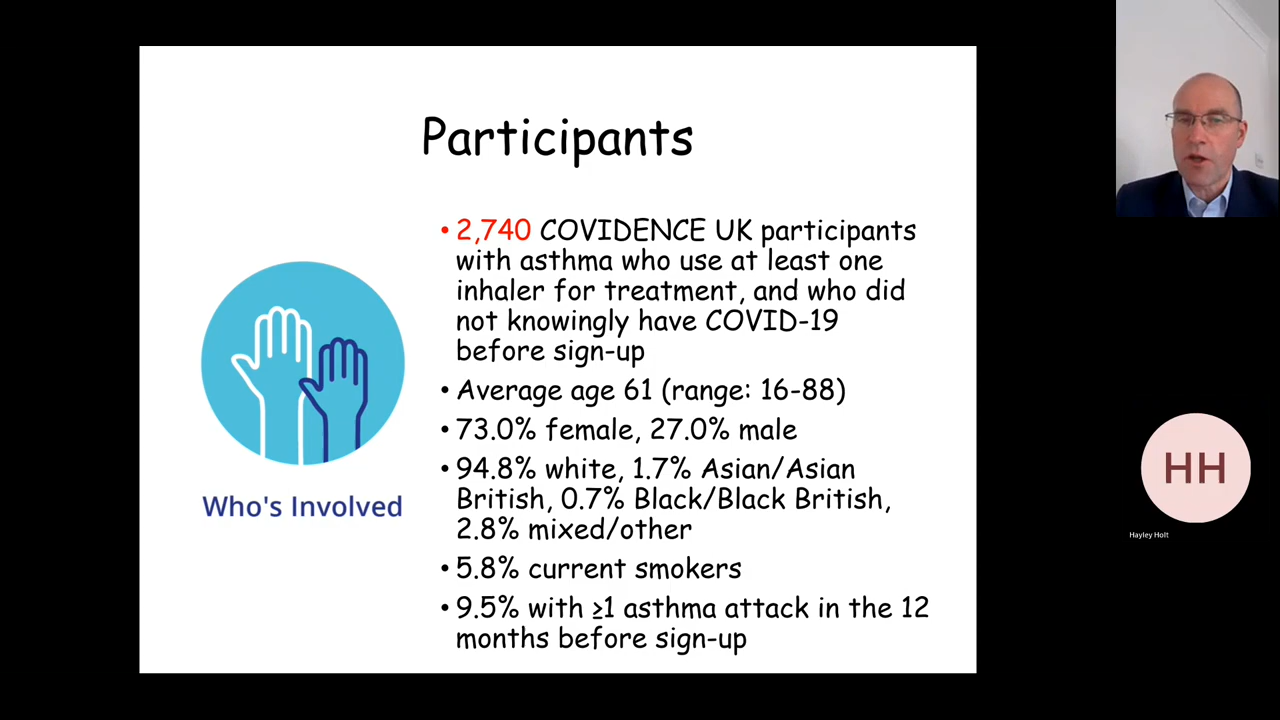 Participants
• 2,740 COVIDENCE UK participants
with asthma who use at least one
inhaler for treatment, and who did
not knowingly have COVID-19
before sign-up
• Average age 61 (range: 16-88)
• 73.0% female, 27.0% male
• 94.8% white, 1.7% Asian/Asian
British, 0.7% Black/Black British,
2.8% mixed/other
• 5.8% current smokers
• 9.5% with ≥1 asthma attack in the 12
months before sign-up
Who's Involved
HH
Hayley Holt